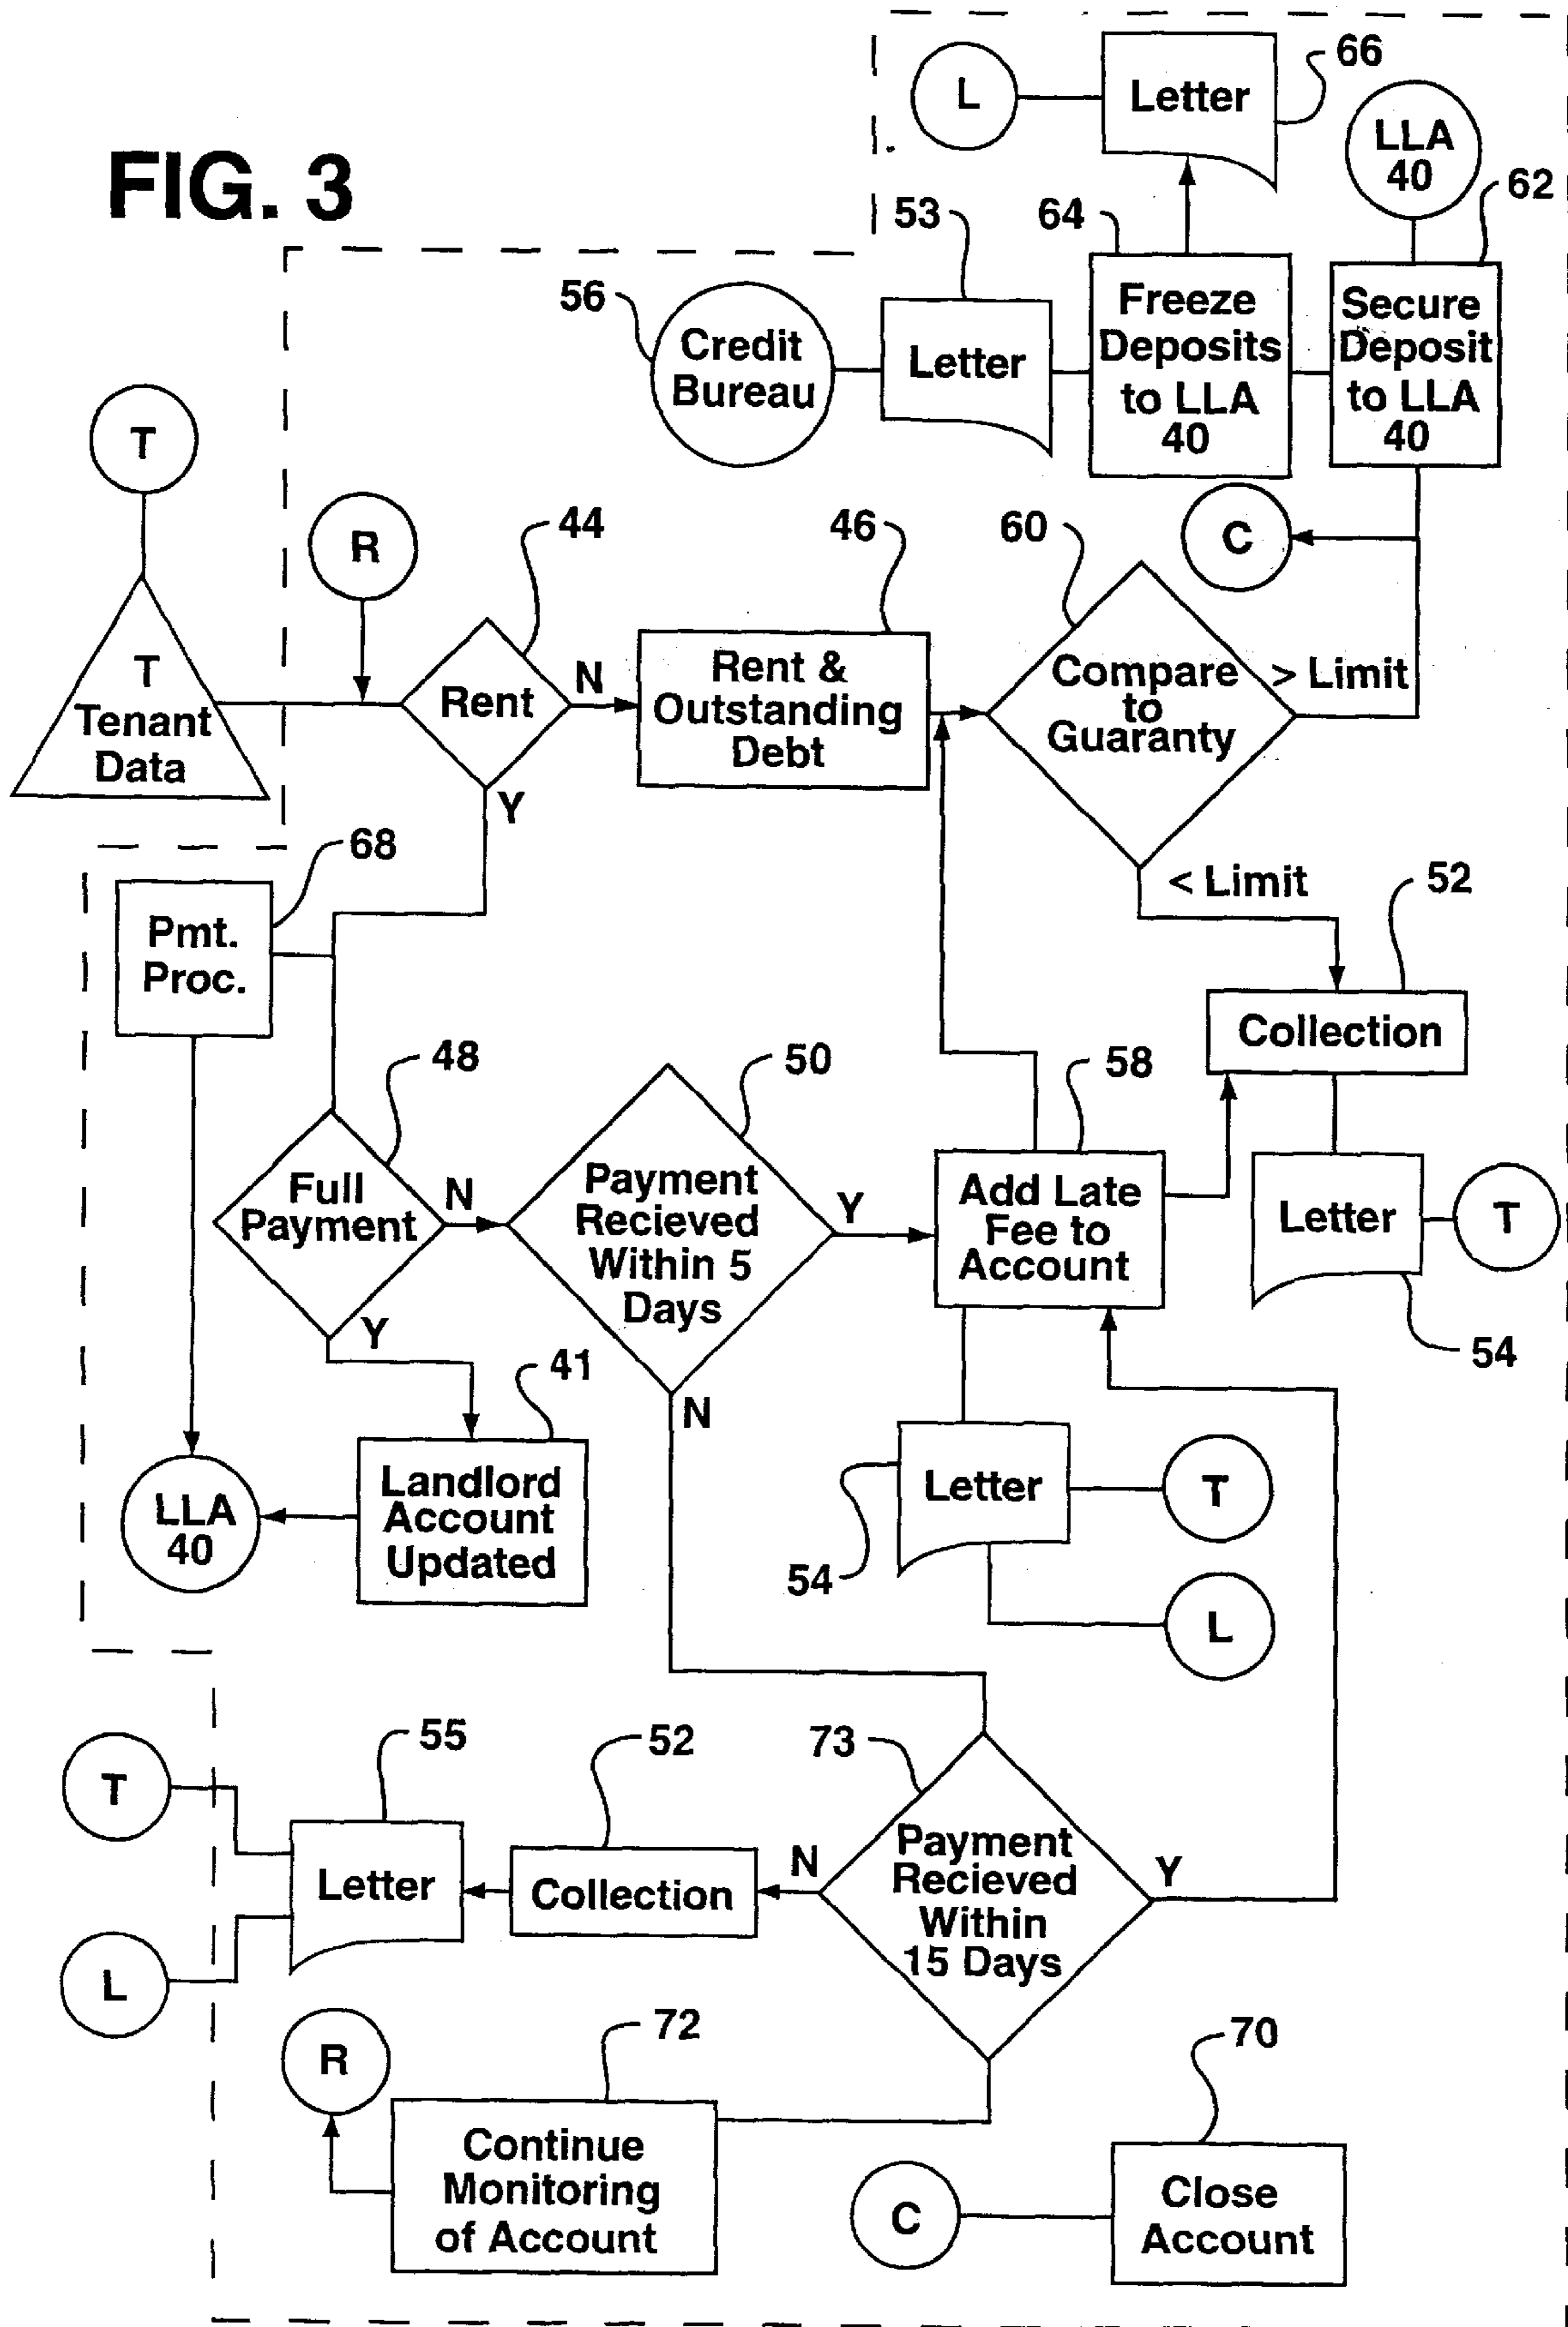 FIG. 3
L
Letter
66
LLA
40
62
53
64
56
Credit
Bureau
Letter
Freeze
Deposits
to LLA
40
Secure
Deposit
to LLA
40
T
R
44
46
60
C
T
Tenant
Data
Rent
N
Y
Rent &
Outstanding
Debt
Compare
to
Guaranty
> Limit
< Limit
52
68
Pmt.
Proc.
Collection
48
50
58
Full
Payment
N
Y
Payment
Recieved
Within 5
Days
Y
N
Add Late
Fee to
Account
Letter
T
54
41
Landlord
Account
Updated
LLA
40
Letter
T
54
L
T
55
52
73
L
Letter
Collection
N
Payment
Recieved
Within
15 Days
Y
R
72
70
Continue
Monitoring
of Account
C
Close
Account